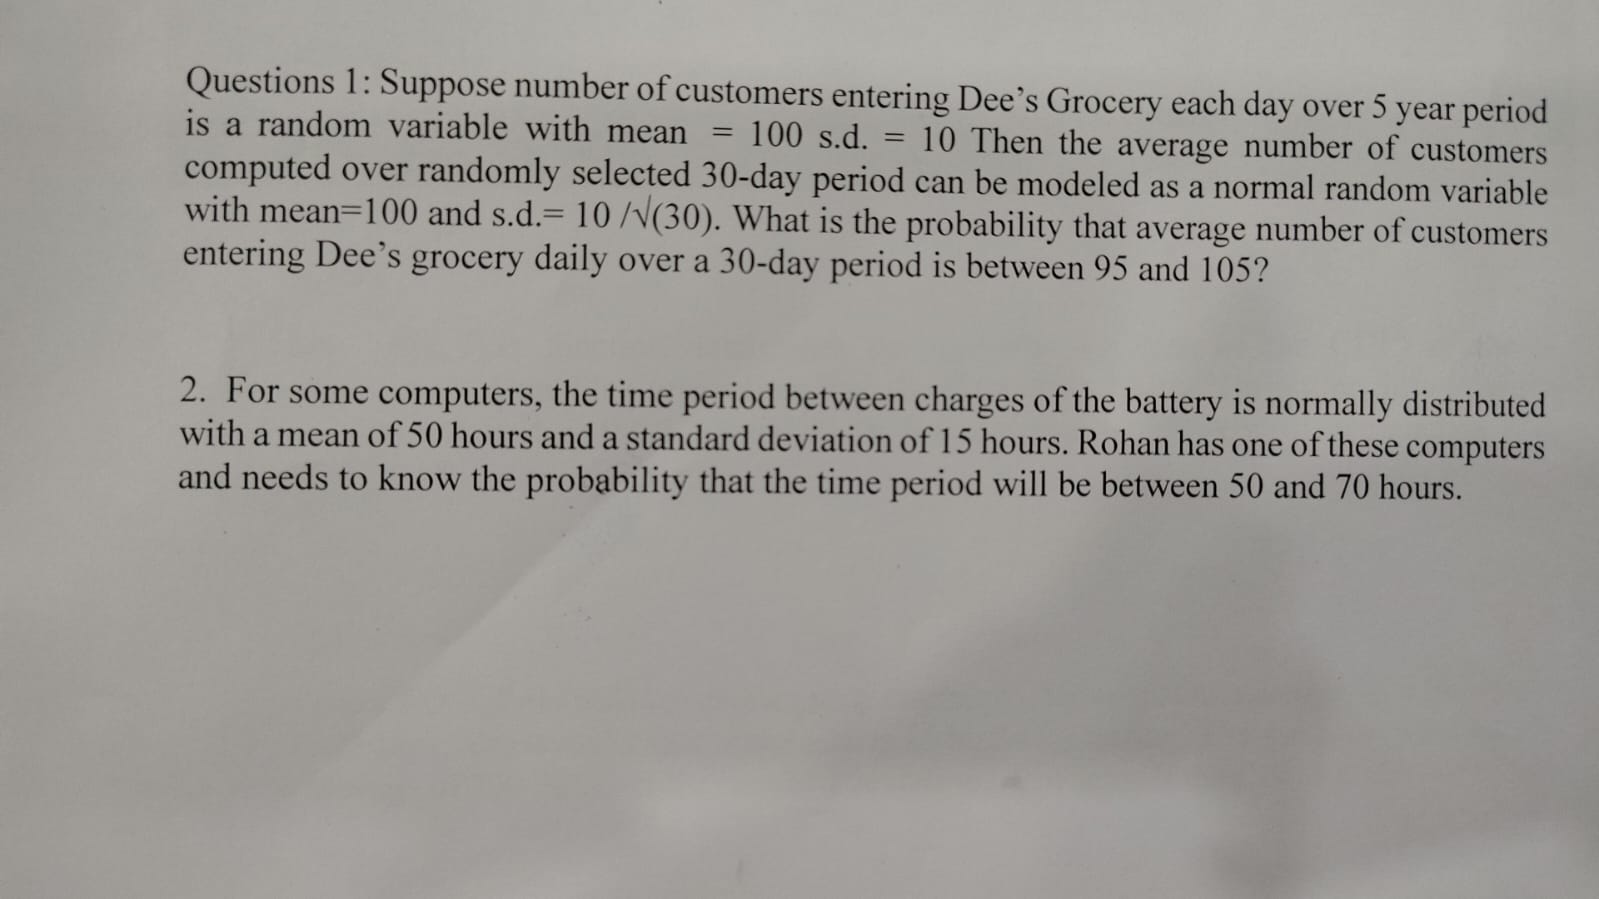 Questions 1: Suppose number of customers entering Dee's Grocery each day over 5 year period
is a random variable with mean = 100 s.d. = 10 Then the average number of customers
computed over randomly selected 30-day period can be modeled as a normal random variable
with mean=100 and s.d.= 10 /√(30). What is the probability that average number of customers
entering Dee's grocery daily over a 30-day period is between 95 and 105?
2. For some computers, the time period between charges of the battery is normally distributed
with a mean of 50 hours and a standard deviation of 15 hours. Rohan has one of these computers
and needs to know the probability that the time period will be between 50 and 70 hours.